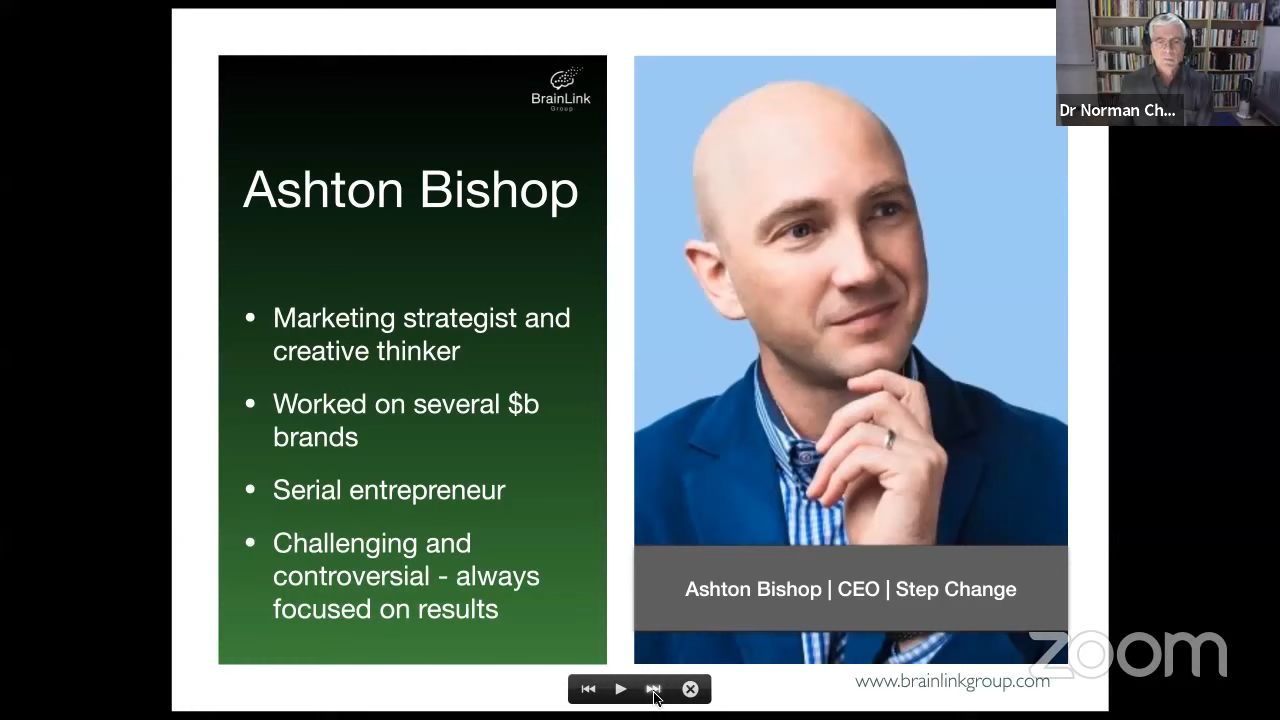 BrainLink
Group
Ashton Bishop
• Marketing strategist and
creative thinker
• Worked on several $b
brands
• Serial entrepreneur
• Challenging and
controversial - always
focused on results
Dr Norman Ch...
Ashton Bishop | CEO | Step Change
zoom
www.brainlinkgroup.com